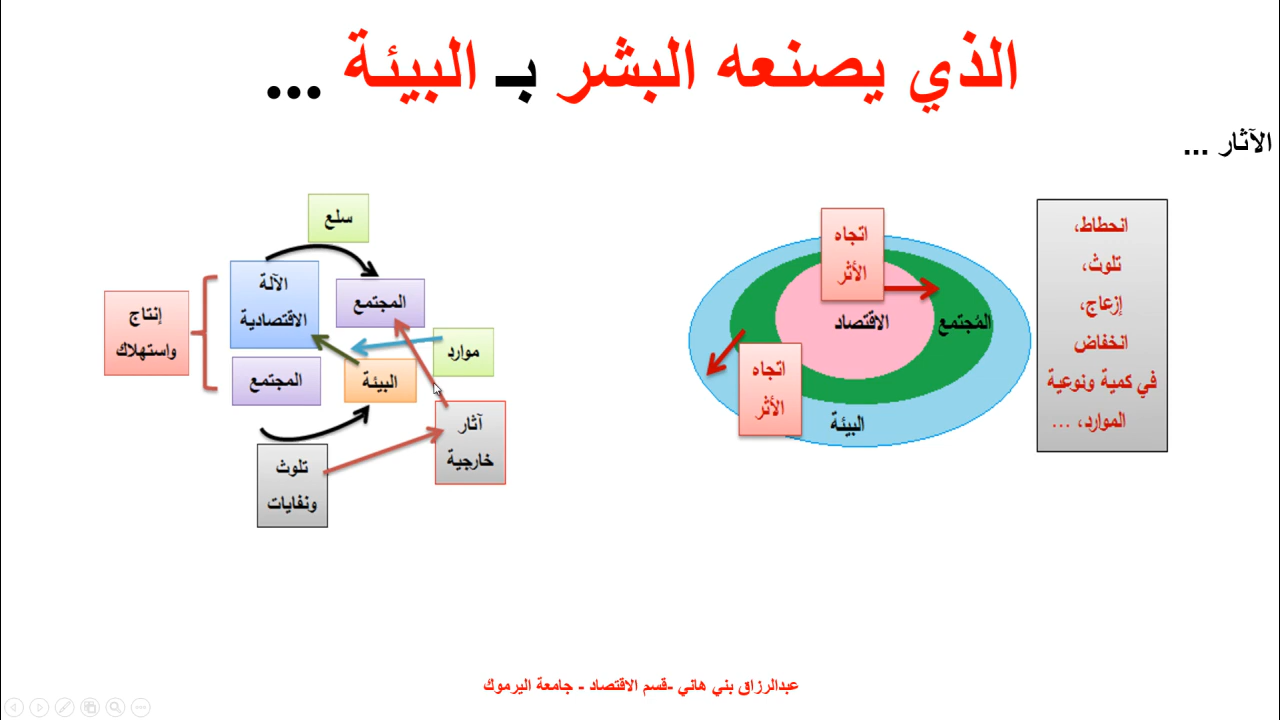 الذي يصنعه البشر بـ البيئة ...
الآثار ...
انحطاط،
تلوث،
إزعاج،
انخفاض
في كمية ونوعية
الموارد، ...
اتجاه
الأثر
الاقتصاد
المُجتمع
اتجاه
الأثر
البيئة
سلع
الآلة
الاقتصادية
المجتمع
إنتاج
واستهلاك
موارد
المجتمع
البيئة
آثار
خارجية
تلوث
ونفايات
عبدالرزاق بني هاني -قسم الاقتصاد - جامعة اليرموك